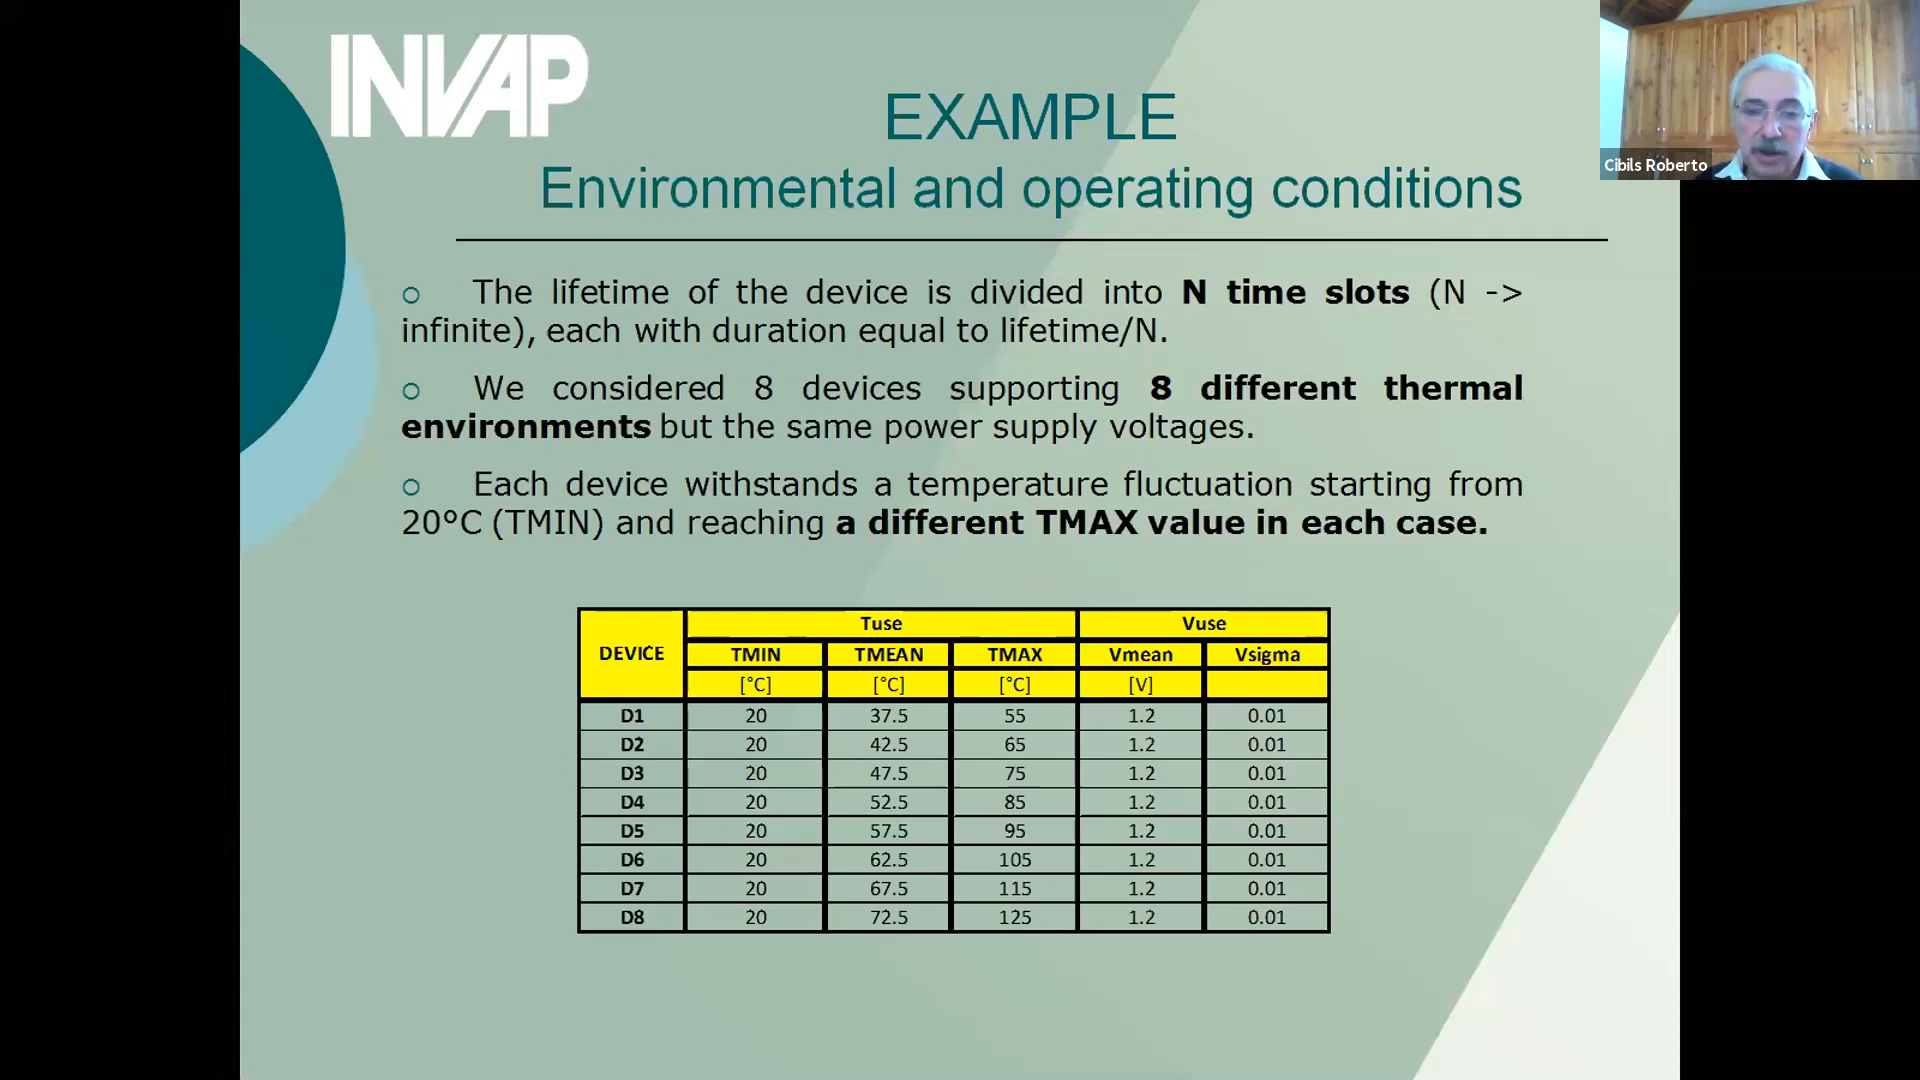 INVAP
EXAMPLE
Environmental and operating conditions
Cibils Roberto
The lifetime of the device is divided into N time slots (N ->
infinite), each with duration equal to lifetime/N.
We considered 8 devices supporting 8 different thermal
environments but the same power supply voltages.
Each device withstands a temperature fluctuation starting from
20°C (TMIN) and reaching a different TMAX value in each case.
DEVICE Tuse Vuse
TMIN TMEAN TMAX Vmean Vsigma
[°C] [°C] [°C] [V]
D1 20 37.5 55 1.2 0.01
D2 20 42.5 65 1.2 0.01
D3 20 47.5 75 1.2 0.01
D4 20 52.5 85 1.2 0.01
D5 20 57.5 95 1.2 0.01
D6 20 62.5 105 1.2 0.01
D7 20 67.5 115 1.2 0.01
D8 20 72.5 125 1.2 0.01